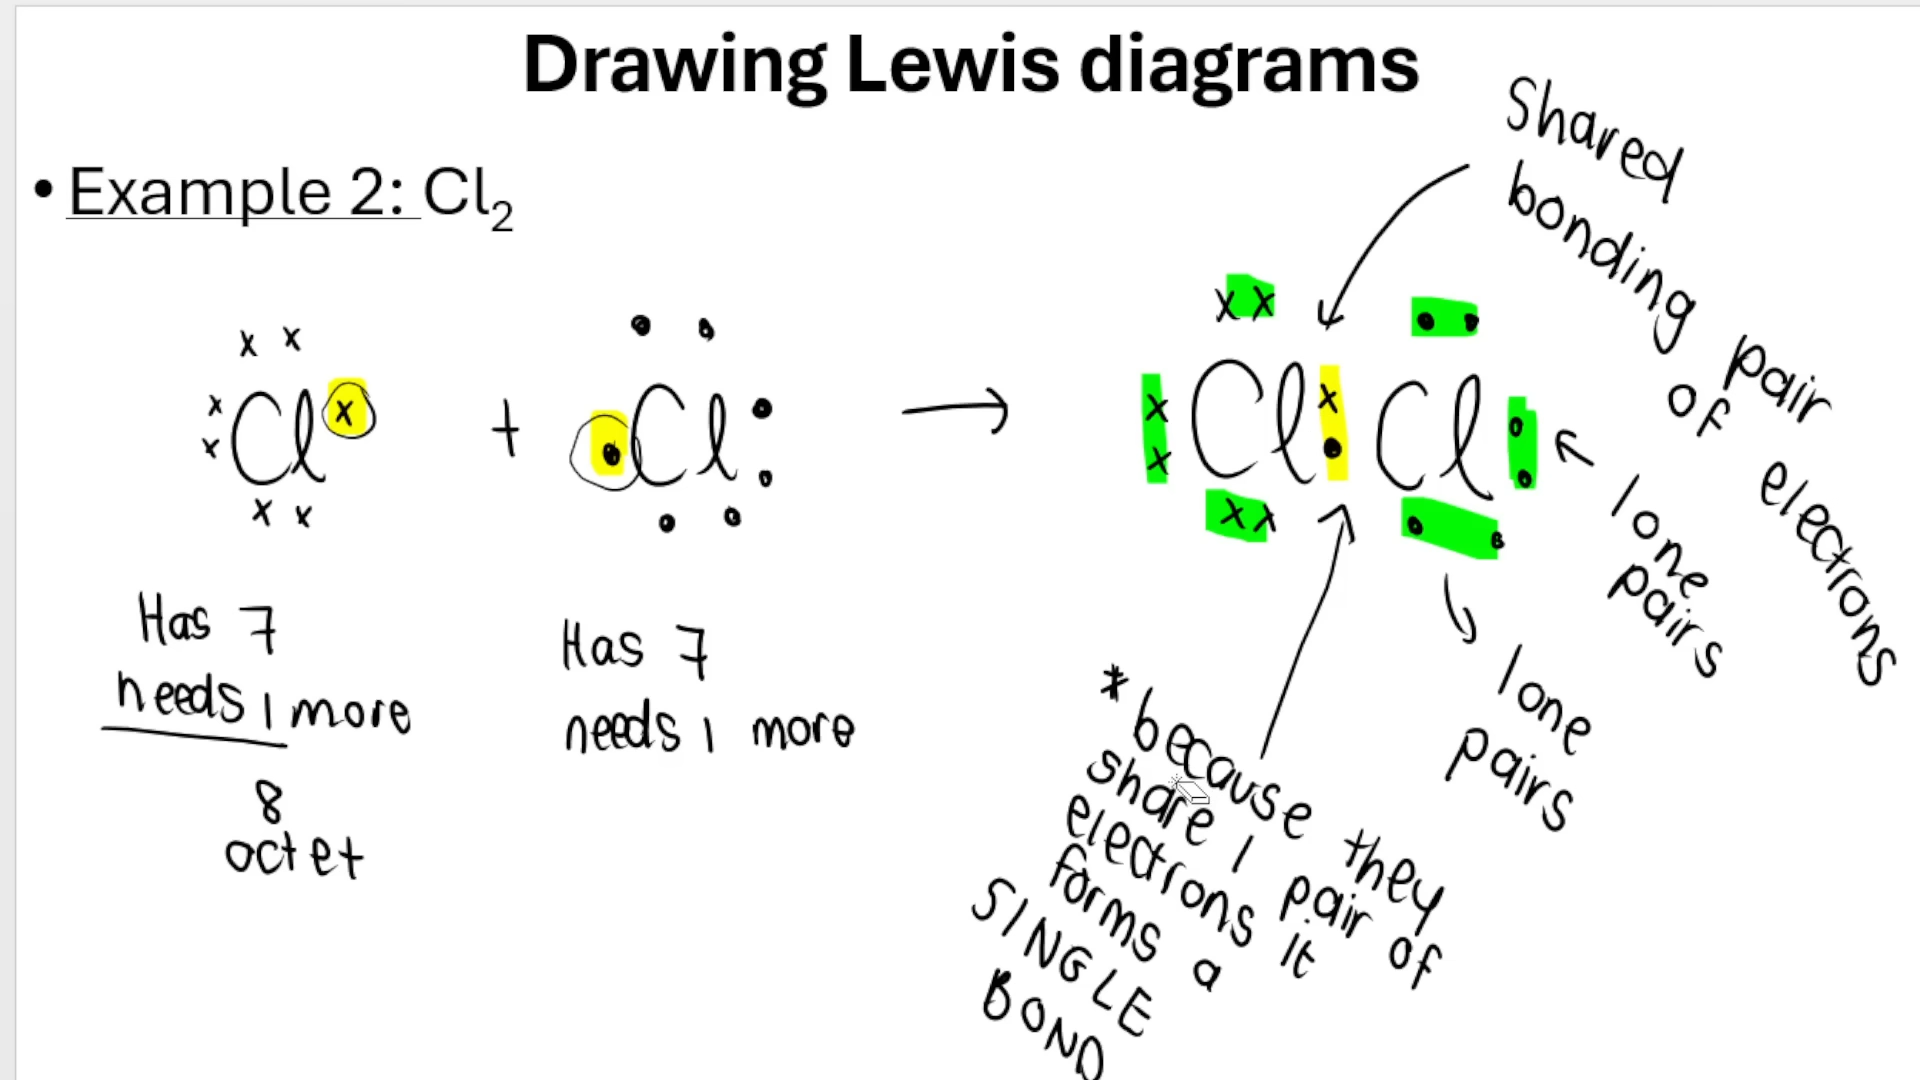 Drawing Lewis diagrams
• Example 2: Cl₂
x x
x Cl x
x
x x
+
• •
• Cl •
•
• •
→
x x • •
x Cl x Cl •
x • •
x x • •
Shared
bonding pair
of electrons
lone
pairs
lone
pairs
Has 7
needs 1 more
8
octet
Has 7
needs 1 more
* because they
share 1 pair of
electrons it
forms a
SINGLE
BOND